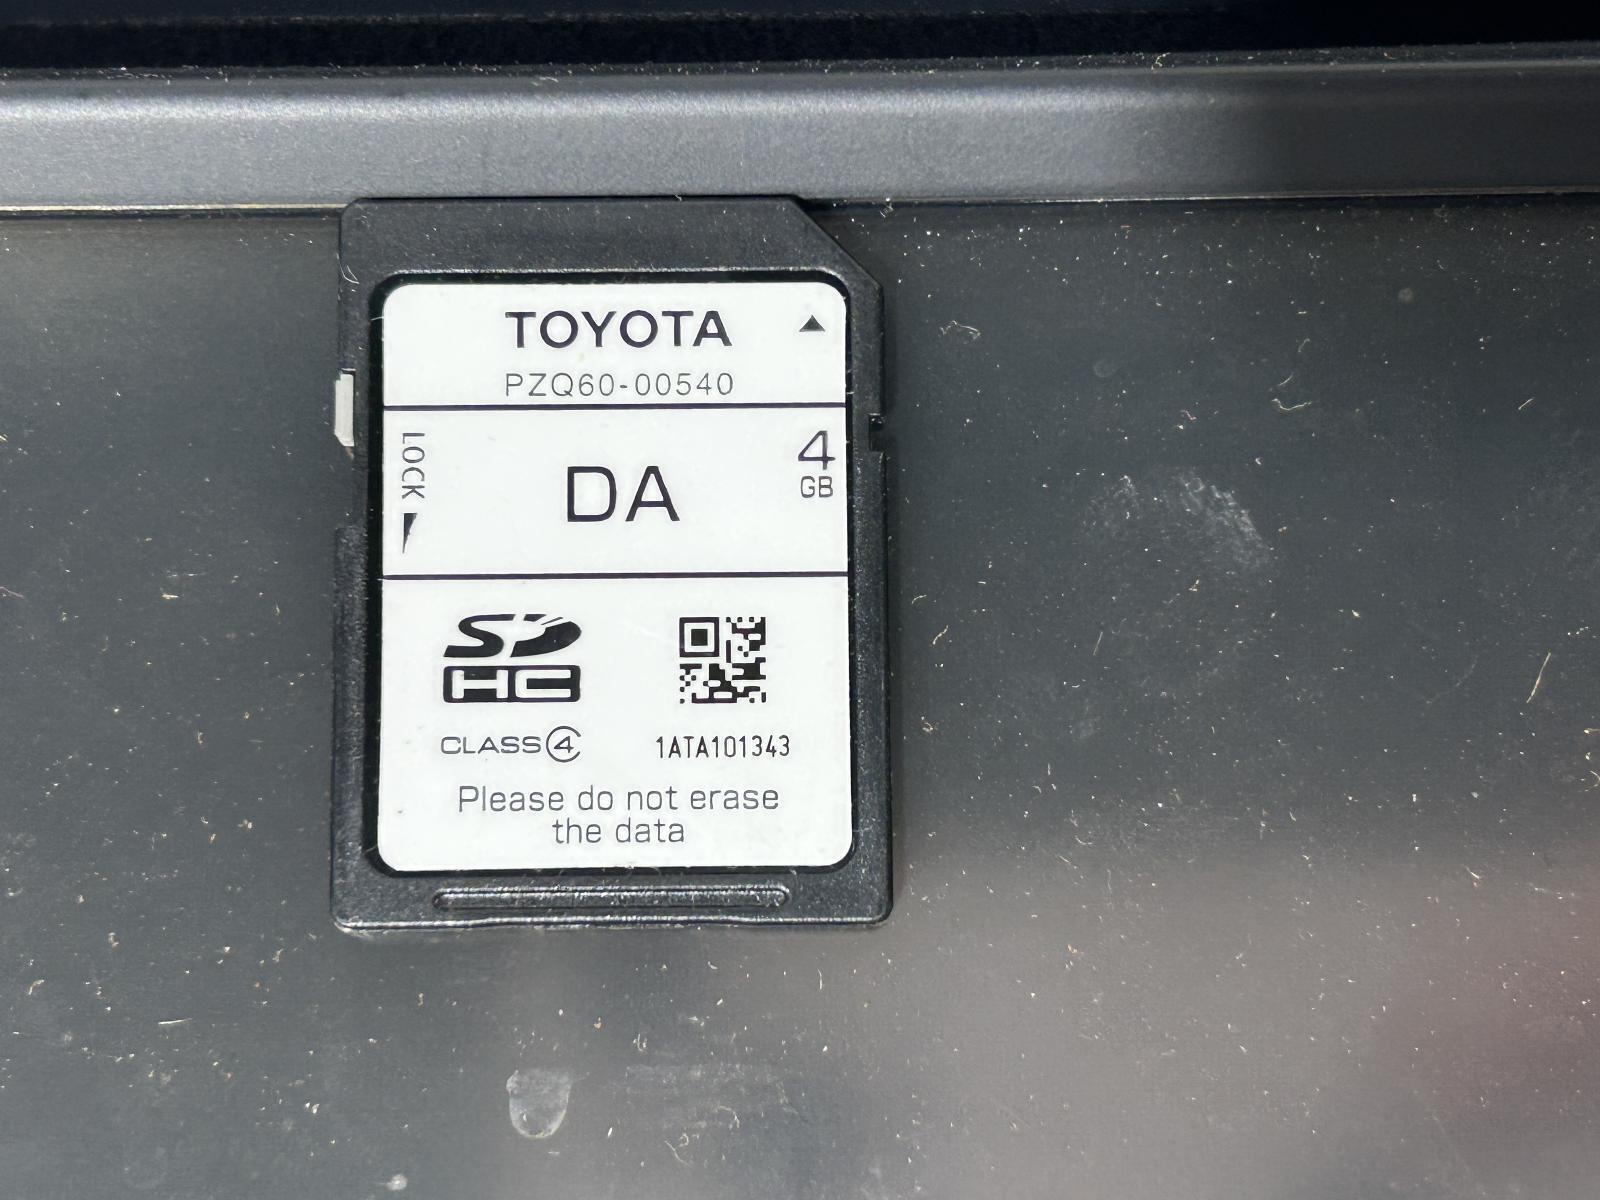 TOYOTA
PZQ60-00540
LOCK
DA
4
GB
SD
HC
CLASS 4
1ATA101343
Please do not erase
the data